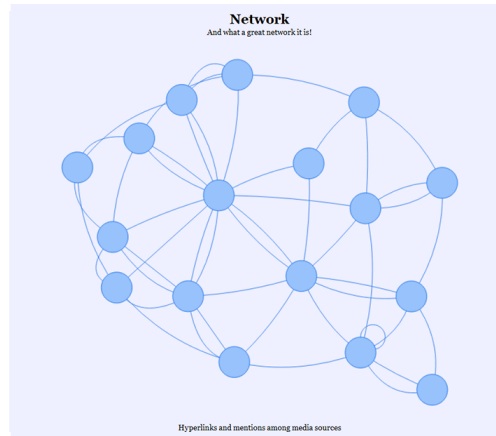 Network
And what a great network it is!
Hyperlinks and mentions among media sources